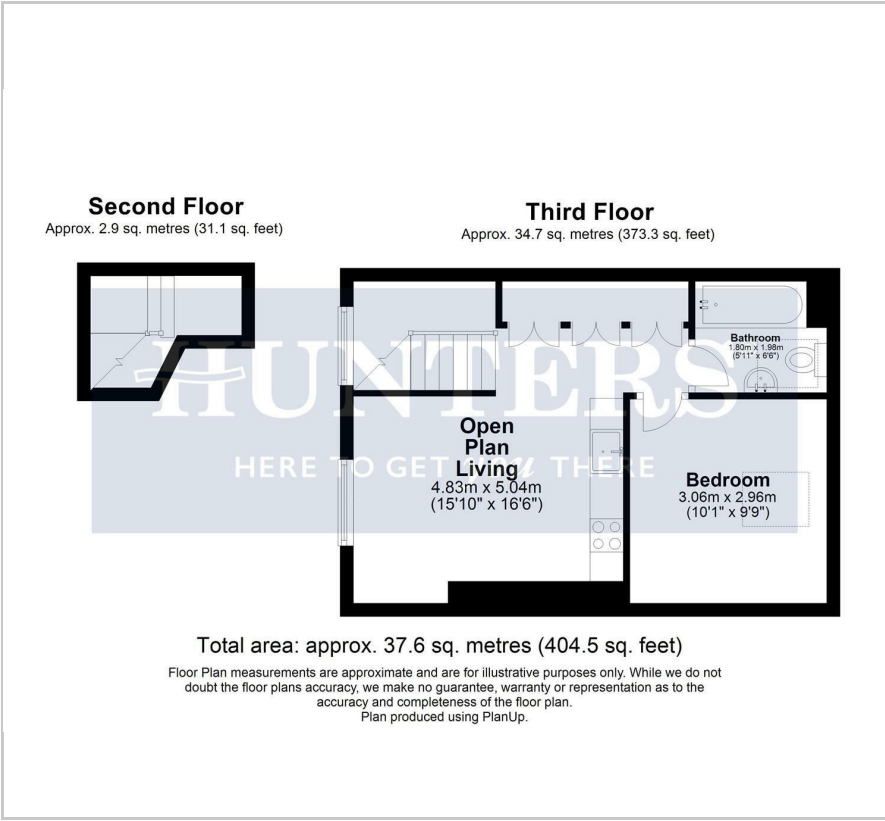 Second Floor
Approx. 2.9 sq. metres (31.1 sq. feet)
Third Floor
Approx. 34.7 sq. metres (373.3 sq. feet)
Bathroom
1.80m x 1.98m
(5'11" x 6'6")
HUNTERS
HERE TO GET you THERE
Open
Plan
Living
4.83m x 5.04m
(15'10" x 16'6")
Bedroom
3.06m x 2.96m
(10'1" x 9'9")
Total area: approx. 37.6 sq. metres (404.5 sq. feet)
Floor Plan measurements are approximate and are for illustrative purposes only. While we do not
doubt the floor plans accuracy, we make no guarantee, warranty or representation as to the
accuracy and completeness of the floor plan.
Plan produced using PlanUp.